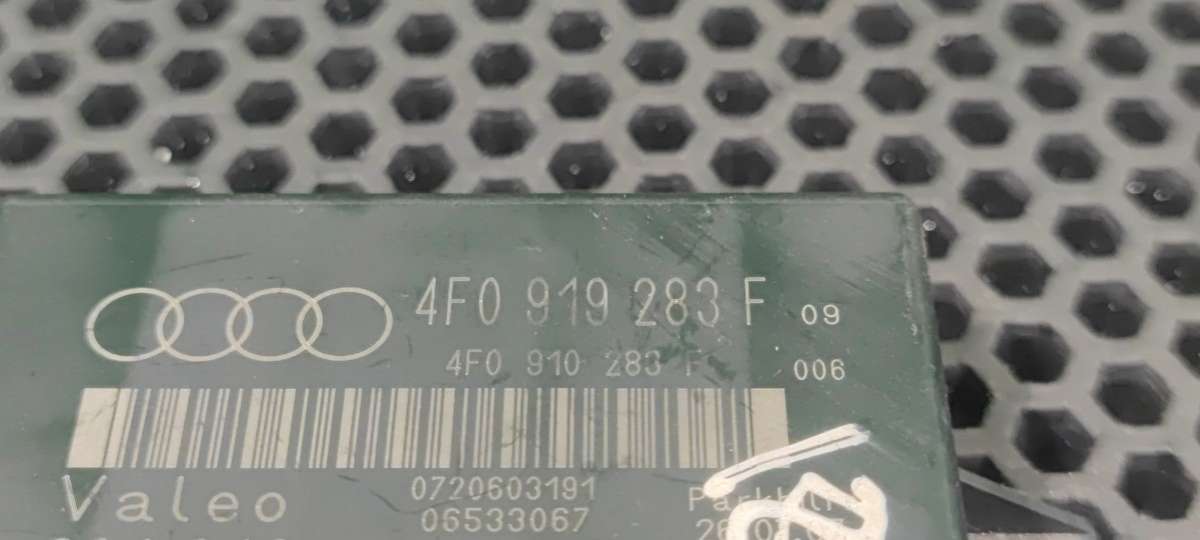 4F0 919 283 F 09
4F0 910 283 F 006
Valeo
0720603191
06533067